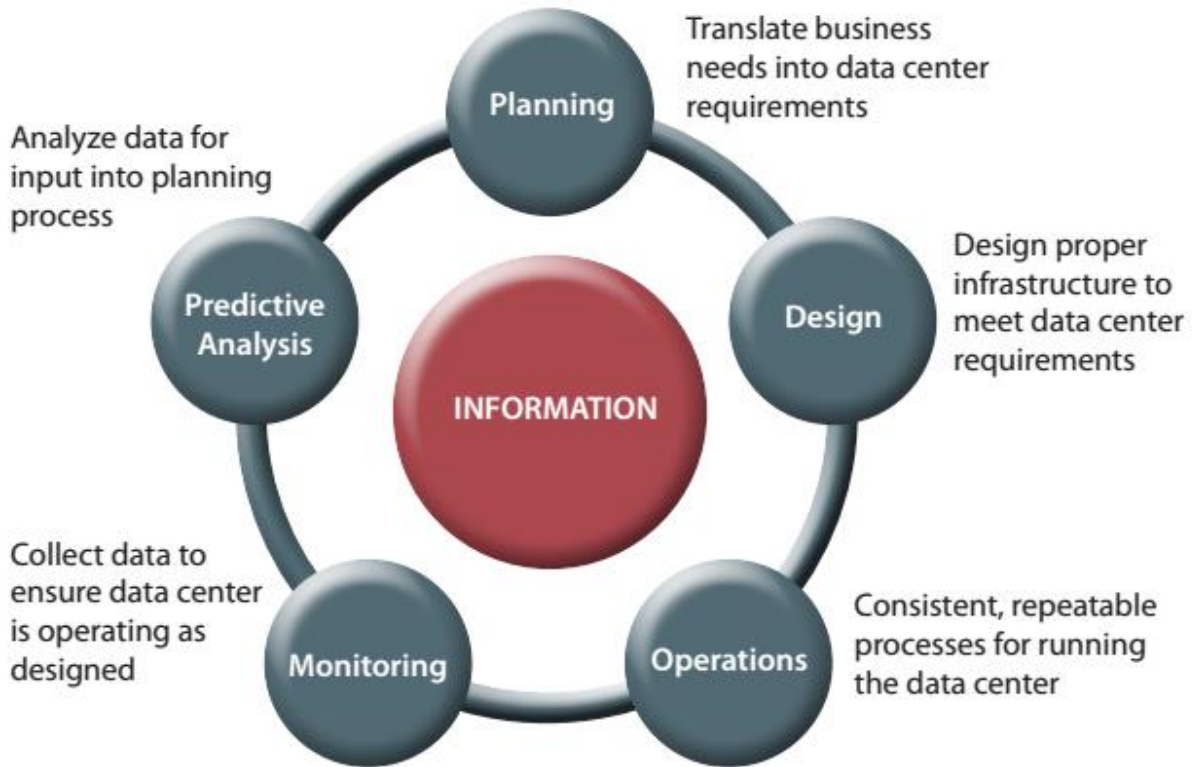 Planning
Translate business
needs into data center
requirements
Analyze data for
input into planning
process
Predictive
Analysis
Design
Design proper
infrastructure to
meet data center
requirements
INFORMATION
Collect data to
ensure data center
is operating as
designed
Monitoring
Operations
Consistent, repeatable
processes for running
the data center